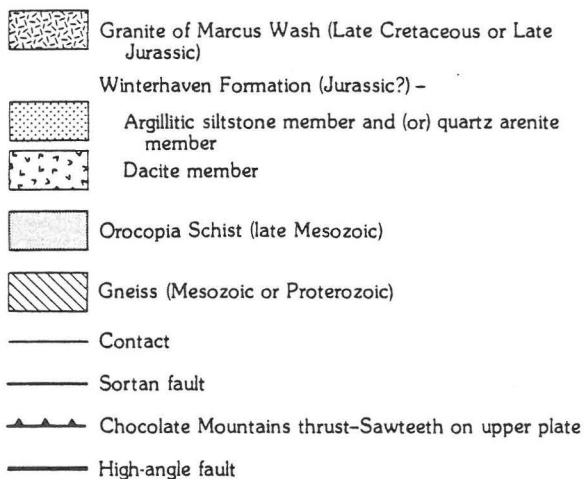 Granite of Marcus Wash (Late Cretaceous or Late
Jurassic)
Winterhaven Formation (Jurassic?) –
Argillitic siltstone member and (or) quartz arenite
member
Dacite member
Orocopia Schist (late Mesozoic)
Gneiss (Mesozoic or Proterozoic)
Contact
Sortan fault
Chocolate Mountains thrust–Sawteeth on upper plate
High-angle fault